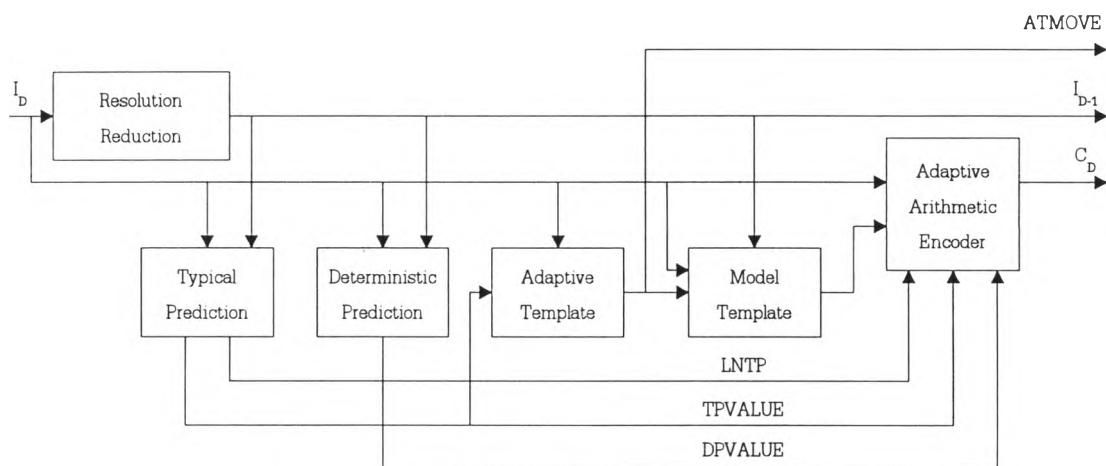 ATMOVE
I_D
Resolution
Reduction
I_D-1
C_D
Adaptive
Arithmetic
Encoder
Typical
Prediction
Deterministic
Prediction
Adaptive
Template
Model
Template
LNTP
TPVALUE
DPVALUE